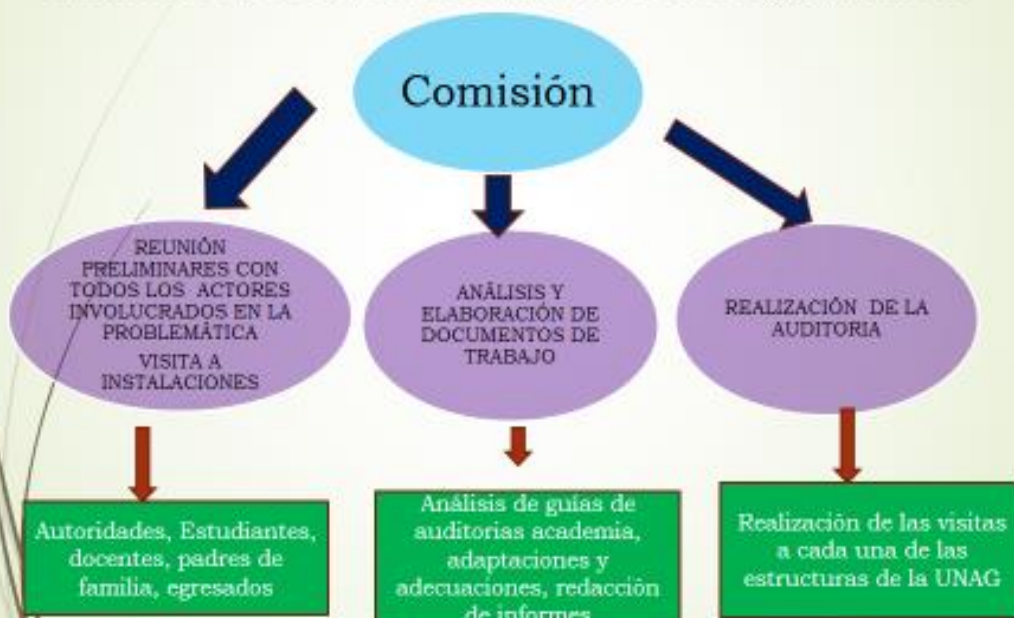 Comisión
REUNIÓN
PRELIMINARES CON
TODOS LOS ACTORES
INVOLUCRADOS EN LA
PROBLEMÁTICA
VISITA A
INSTALACIONES
ANÁLISIS Y
ELABORACIÓN DE
DOCUMENTOS DE
TRABAJO
REALIZACIÓN DE LA
AUDITORIA
Autoridades, Estudiantes,
docentes, padres de
familia, egresados
Análisis de guías de
auditorias academia,
adaptaciones y
adecuaciones, redacción
de informes
Realización de las visitas
a cada una de las
estructuras de la UNAG